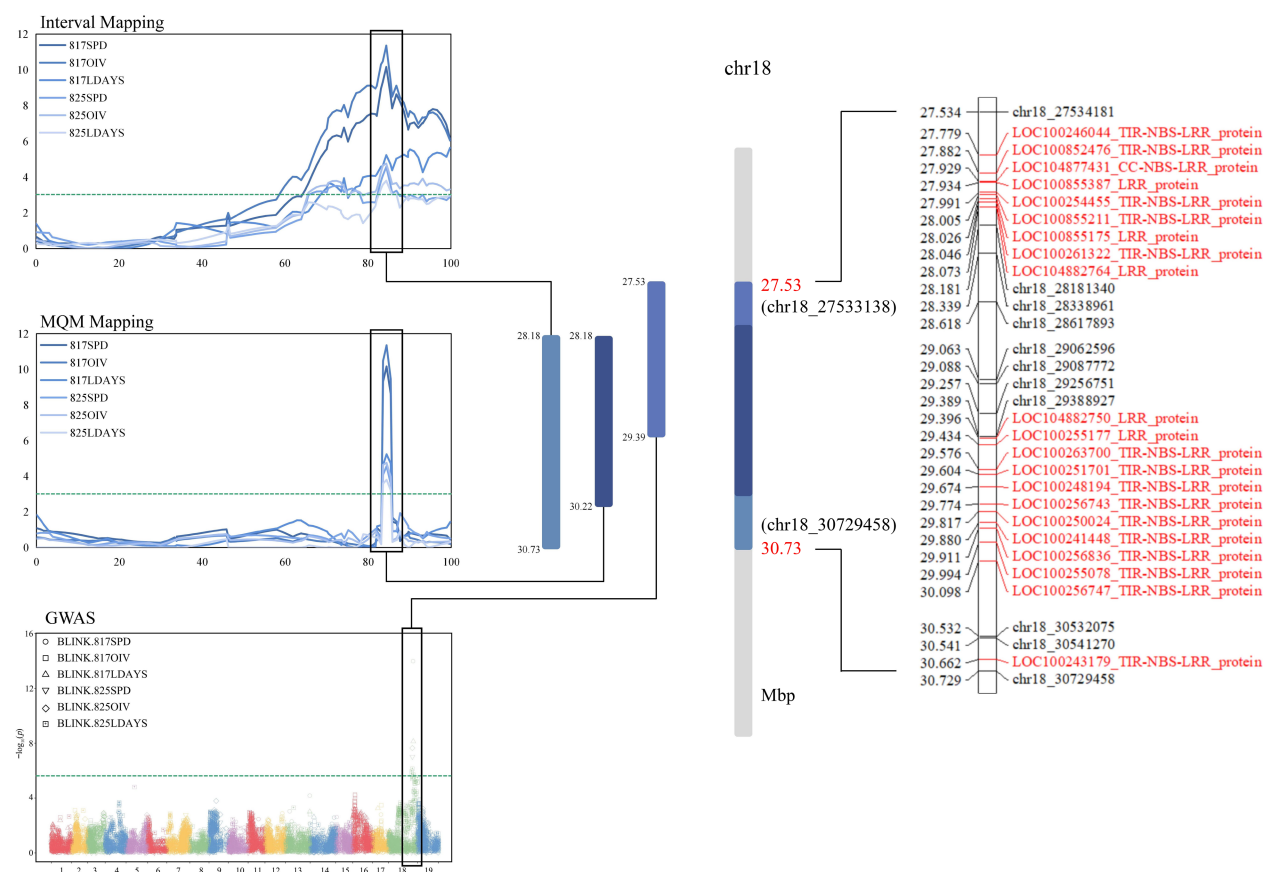 Interval Mapping
12
10
8
6
4
2
0
817SPD
817OIV
817LDAYS
825SPD
825OIV
825LDAYS
0 20 40 60 80 100
MQM Mapping
12
10
8
6
4
2
0
817SPD
817OIV
817LDAYS
825SPD
825OIV
825LDAYS
0 20 40 60 80 100
GWAS
16
12
8
4
0
BLINK.817SPD
BLINK.817OIV
BLINK.817LDAYS
BLINK.825SPD
BLINK.825OIV
BLINK.825LDAYS
1 2 3 4 5 6 7 8 9 10 11 12 13 14 15 16 17 18 19
28.18
30.73
28.18
30.22
27.53
29.39
chr18
27.53
(chr18_27533138)
(chr18_30729458)
30.73
Mbp
27.534 chr18_27534181
27.779 LOC100246044_TIR-NBS-LRR_protein
27.882 LOC100852476_TIR-NBS-LRR_protein
27.929 LOC104877431_CC-NBS-LRR_protein
27.934 LOC100855387_LRR_protein
27.991 LOC100254455_TIR-NBS-LRR_protein
28.005 LOC100855211_TIR-NBS-LRR_protein
28.026 LOC100855175_LRR_protein
28.046 LOC100261322_TIR-NBS-LRR_protein
28.073 LOC104882764_LRR_protein
28.181 chr18_28181340
28.339 chr18_28338961
28.618 chr18_28617893
29.063 chr18_29062596
29.088 chr18_29087772
29.257 chr18_29256751
29.389 chr18_29388927
29.396 LOC104882750_LRR_protein
29.434 LOC100255177_LRR_protein
29.576 LOC100263700_TIR-NBS-LRR_protein
29.604 LOC100251701_TIR-NBS-LRR_protein
29.674 LOC100248194_TIR-NBS-LRR_protein
29.774 LOC100256743_TIR-NBS-LRR_protein
29.817 LOC100250024_TIR-NBS-LRR_protein
29.880 LOC100241448_TIR-NBS-LRR_protein
29.911 LOC100256836_TIR-NBS-LRR_protein
29.994 LOC100255078_TIR-NBS-LRR_protein
30.098 LOC100256747_TIR-NBS-LRR_protein
30.532 chr18_30532075
30.541 chr18_30541270
30.662 LOC100243179_TIR-NBS-LRR_protein
30.729 chr18_30729458